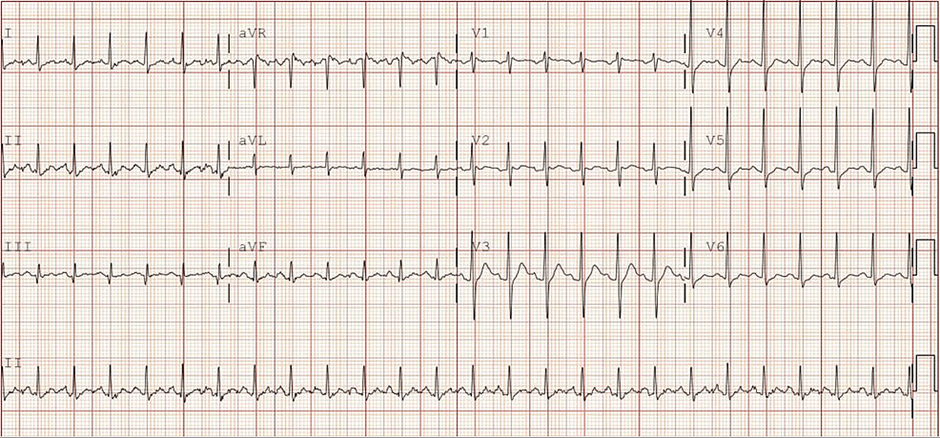 I aVR V1 V4
II aVL V2 V5
III aVF V3 V6
II